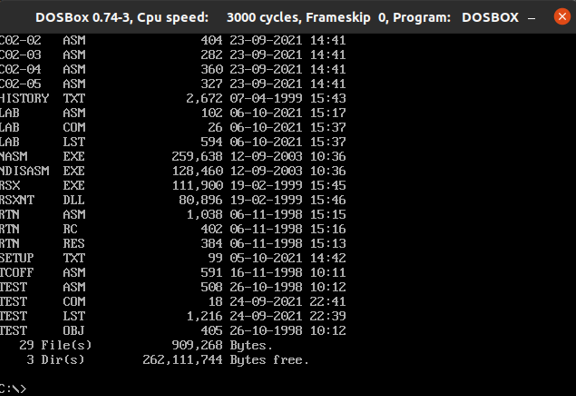 DOSBox 0.74-3, Cpu speed: 3000 cycles, Frameskip 0, Program: DOSBOX
C02-02 ASM 404 23-09-2021 14:41
C02-03 ASM 282 23-09-2021 14:41
C02-04 ASM 360 23-09-2021 14:41
C02-05 ASM 327 23-09-2021 14:41
HISTORY TXT 2,672 07-04-1999 15:43
LAB ASM 102 06-10-2021 15:17
LAB COM 26 06-10-2021 15:37
LAB LST 594 06-10-2021 15:37
NASM EXE 259,638 12-09-2003 10:36
NDISASM EXE 128,460 12-09-2003 10:36
RSX EXE 111,900 19-02-1999 15:45
RSXNT DLL 80,896 19-02-1999 15:46
RTN ASM 1,038 06-11-1998 15:15
RTN RC 402 06-11-1998 15:16
RTN RES 384 06-11-1998 15:13
SETUP TXT 99 05-10-2021 14:42
TCOFF ASM 591 16-11-1998 10:11
TEST ASM 508 26-10-1998 10:12
TEST COM 18 24-09-2021 22:41
TEST LST 1,216 24-09-2021 22:39
TEST OBJ 405 26-10-1998 10:12
29 File(s) 909,268 Bytes.
3 Dir(s) 262,111,744 Bytes free.
C:\>